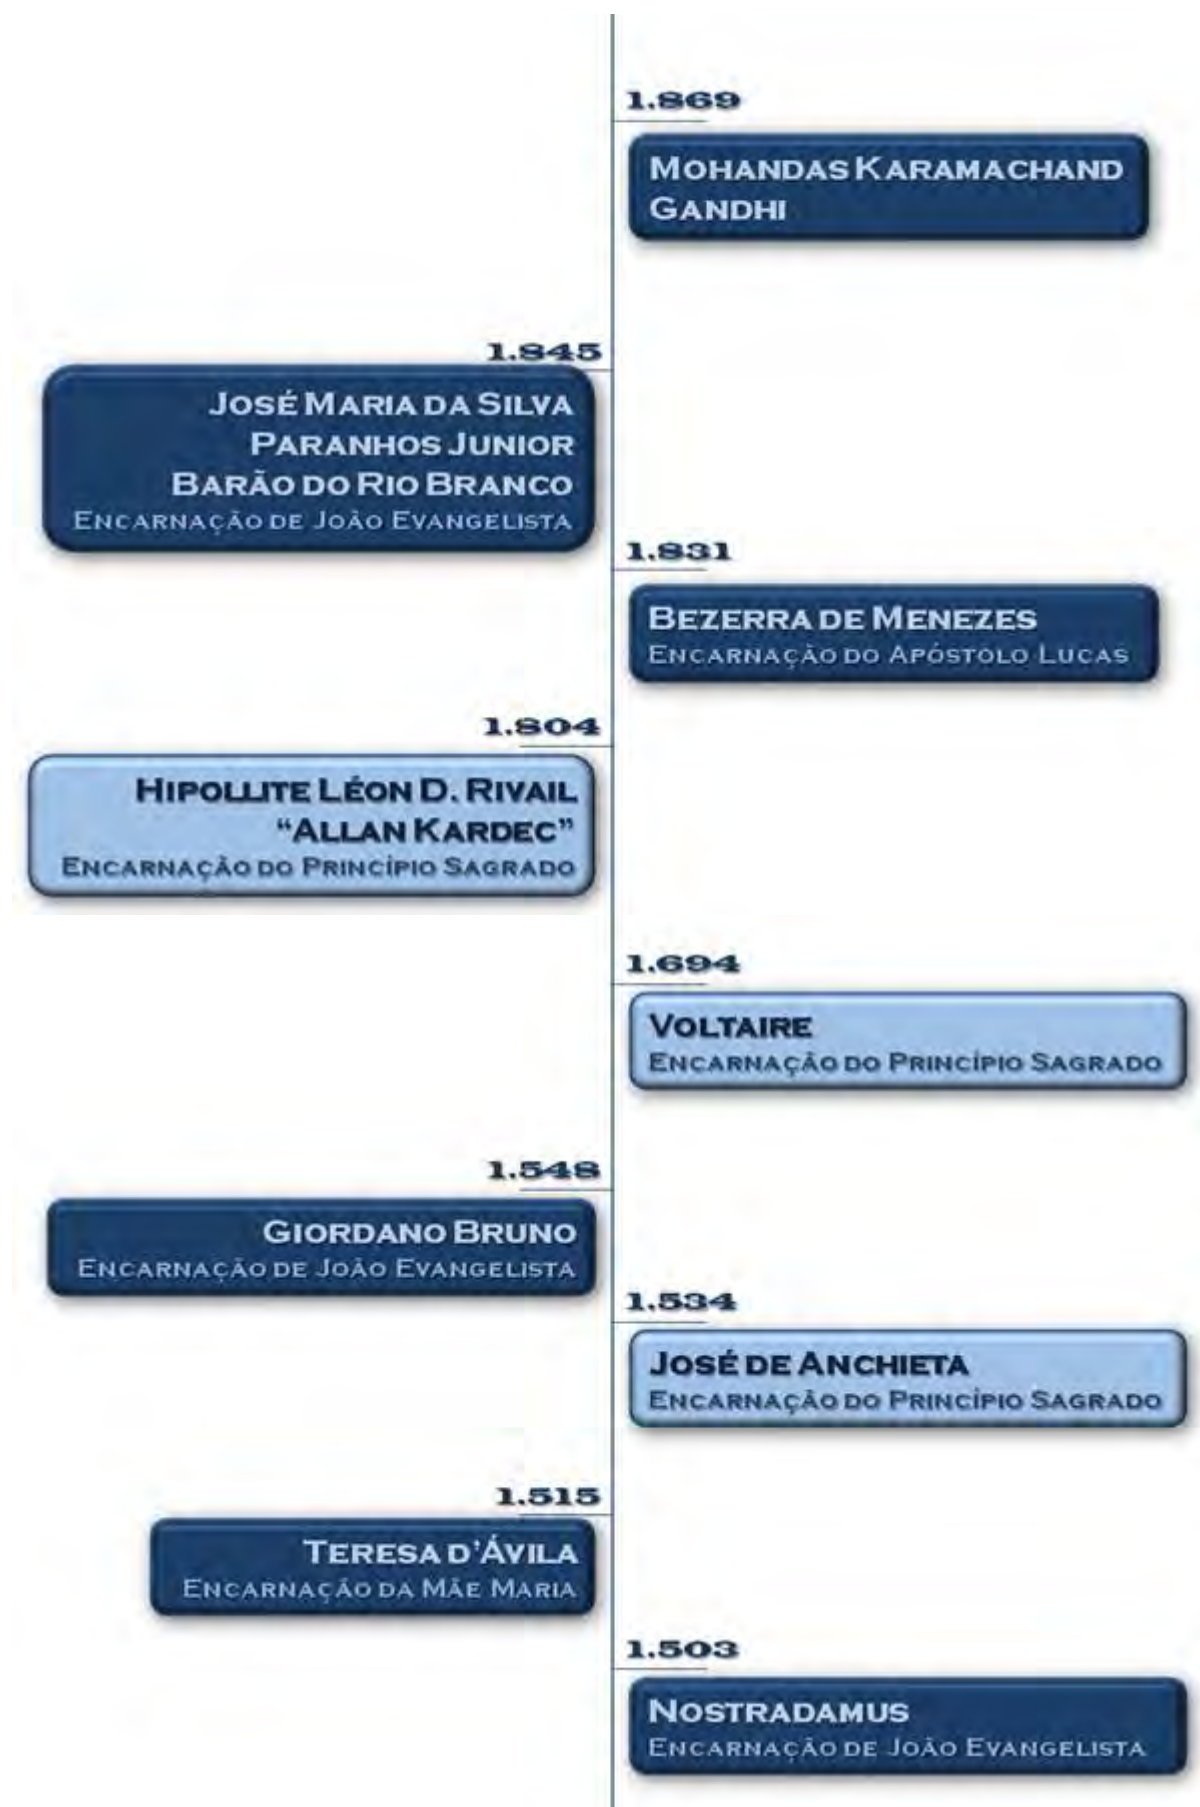 1.869
MOHANDAS KARAMACHAND
GANDHI
1.845
JOSÉ MARIA DA SILVA
PARANHOS JUNIOR
BARÃO DO RIO BRANCO
ENCARNAÇÃO DE JOÃO EVANGELISTA
1.831
BEZERRA DE MENEZES
ENCARNAÇÃO DO APÓSTOLO LUCAS
1.804
HIPOLLITE LÉON D. RIVAIL
“ALLAN KARDEC”
ENCARNAÇÃO DO PRINCÍPIO SAGRADO
1.694
VOLTAIRE
ENCARNAÇÃO DO PRINCÍPIO SAGRADO
1.548
GIORDANO BRUNO
ENCARNAÇÃO DE JOÃO EVANGELISTA
1.534
JOSÉ DE ANCHIETA
ENCARNAÇÃO DO PRINCÍPIO SAGRADO
1.515
TERESA D’ÁVILA
ENCARNAÇÃO DA MÃE MARIA
1.503
NOSTRADAMUS
ENCARNAÇÃO DE JOÃO EVANGELISTA